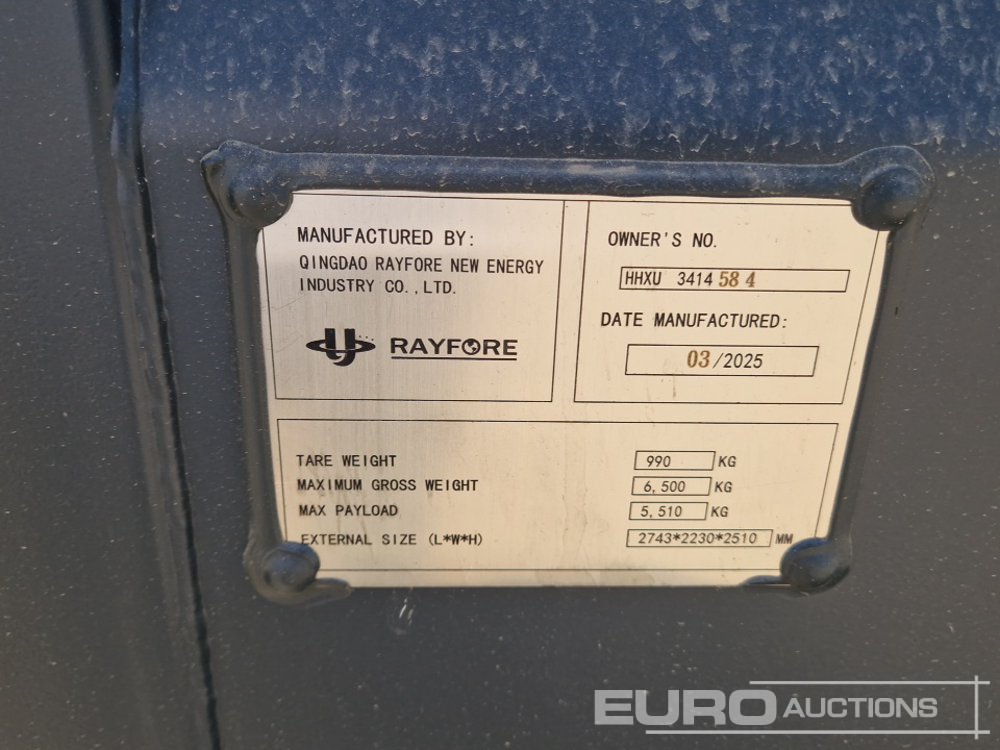 MANUFACTURED BY:
QINGDAO RAYFORE NEW ENERGY
INDUSTRY CO.,LTD.
RAYFORE
OWNER'S NO.
HHXU 3414 58 4
DATE MANUFACTURED:
03/2025
TARE WEIGHT 990 KG
MAXIMUM GROSS WEIGHT 6,500 KG
MAX PAYLOAD 5,510 KG
EXTERNAL SIZE (L*W*H) 2743*2230*2510 MM
EURO AUCTIONS